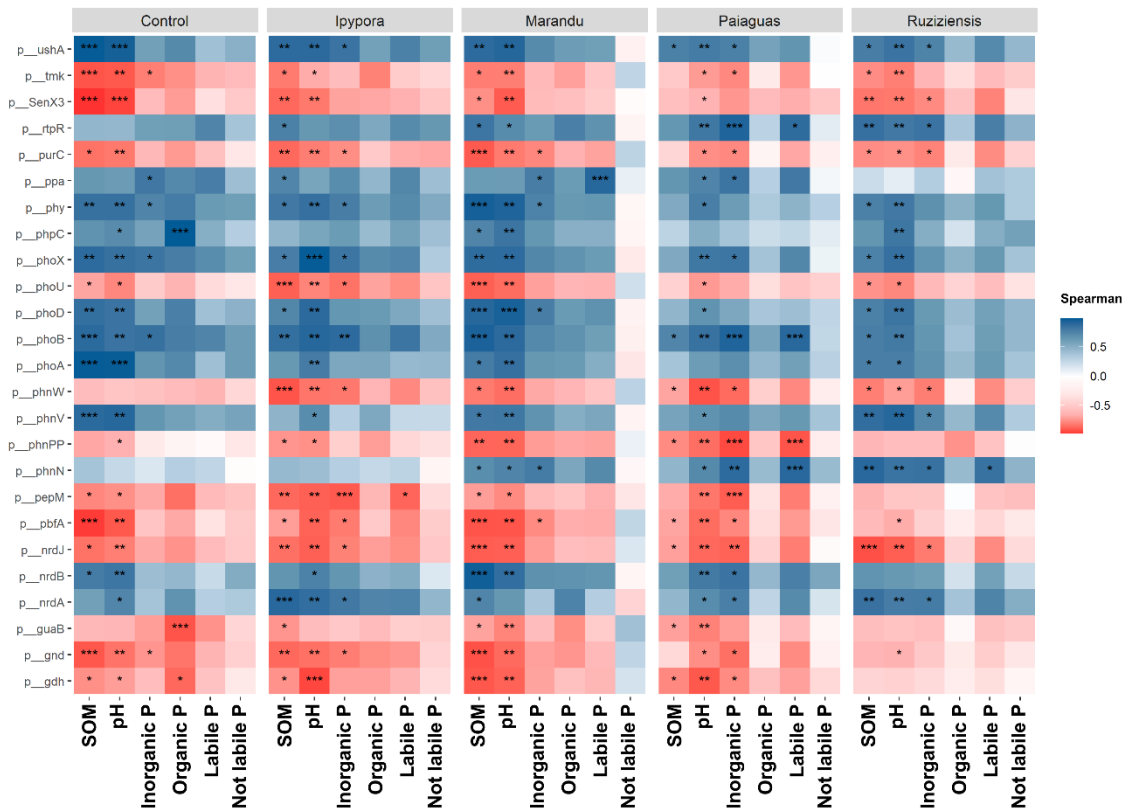 Control Ipypora Marandu Paiaguas Ruziziensis
p__ushA *** *** ** ** * ** ** * ** * * ** *
p__tmk *** ** * * * * ** * * * **
p__SenX3 *** *** ** ** * ** * ** ** *
p__rtpR * * * ** *** * ** ** *
p__purC * ** ** ** * *** ** * * * * * *
p__ppa * * * *** * *
p__phy ** ** * * ** * *** ** * * * **
p__phpC * *** * ** **
p__phoX ** ** * * *** * ** ** ** * * **
p__phoU * * *** ** * *** ** * * *
p__phoD ** ** * ** *** *** * * * **
p__phoB *** ** * ** ** ** *** ** * ** *** *** * **
p__phoA *** *** ** * ** * *
p__phnW *** ** * * ** * ** * * * *
p__phnV *** ** * * ** * ** ** *
p__phnPP * * * ** ** * ** *** ***
p__phnN * * * * ** *** ** ** * *
p__pepM * * ** ** *** * * * ** ***
p__pbfA *** ** * ** * *** ** * * ** * *
p__nrdJ * ** ** ** * *** ** * ** ** *** ** *
p__nrdB * ** * *** ** ** *
p__nrdA * *** ** * * * * ** ** *
p__guaB *** * * ** * **
p__gnd *** ** * ** ** * *** ** * * *
p__gdh * * * * *** *** ** * ** *
SOM pH Inorganic P Organic P Labile P Not labile P SOM pH Inorganic P Organic P Labile P Not labile P SOM pH Inorganic P Organic P Labile P Not labile P SOM pH Inorganic P Organic P Labile P Not labile P SOM pH Inorganic P Organic P Labile P Not labile P
Spearman
0.5
0.0
-0.5